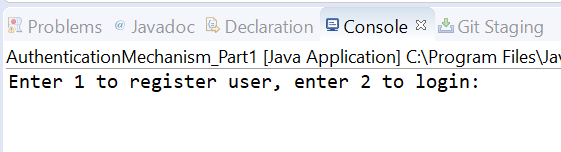 Problems @ Javadoc Declaration Console Git Staging
AuthenticationMechanism_Part1 [Java Application] C:\Program Files\Jav
Enter 1 to register user, enter 2 to login: